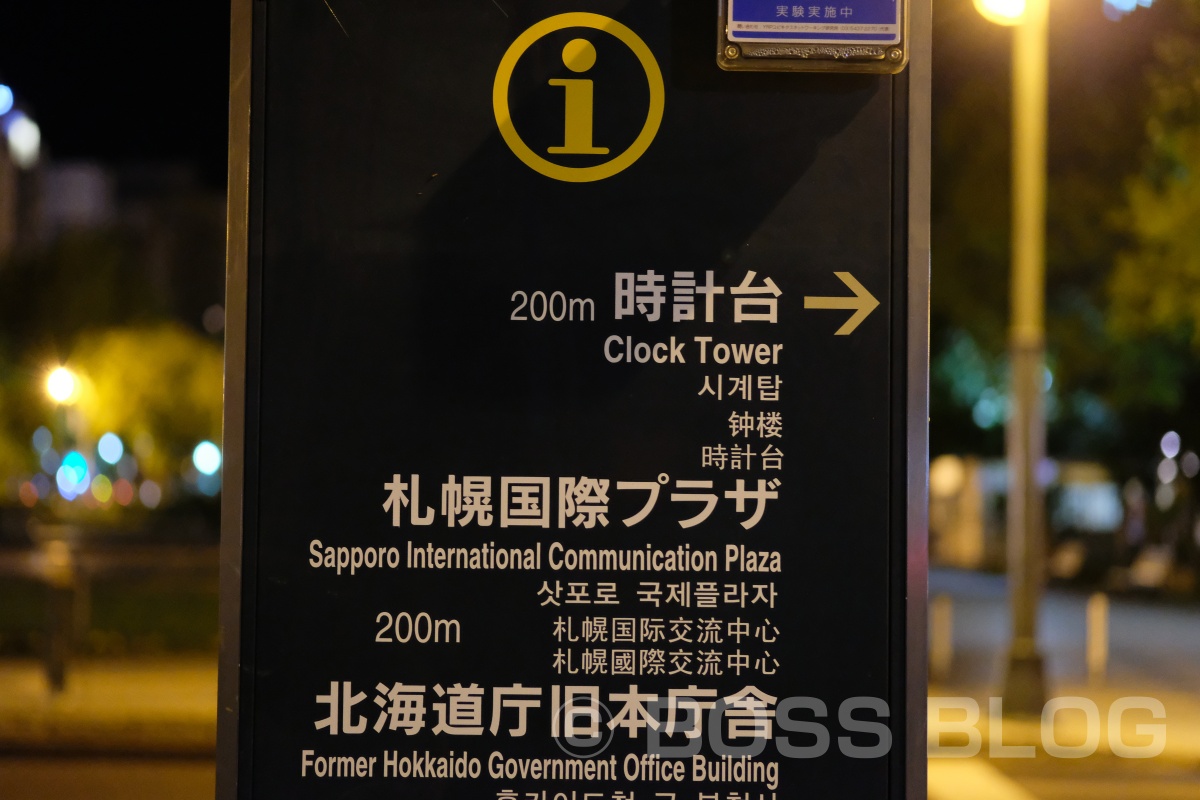 実験実施中
i
200m 時計台
Clock Tower
시계탑
钟楼
時計台
札幌国際プラザ
Sapporo International Communication Plaza
삿포로 국제플라자
200m 札幌国际交流中心
札幌國際交流中心
北海道庁旧本庁舎
© BOSS BLOG
Former Hokkaido Government Office Building